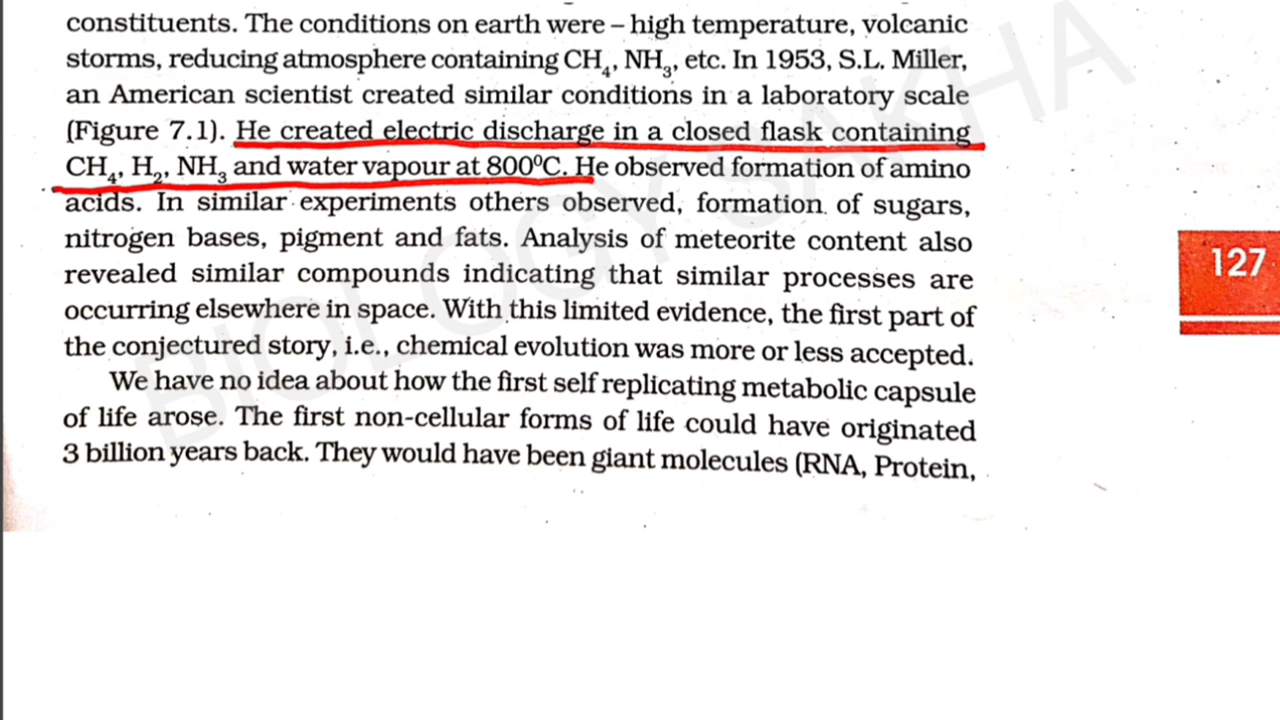 constituents. The conditions on earth were – high temperature, volcanic
storms, reducing atmosphere containing CH₄, NH₃, etc. In 1953, S.L. Miller,
an American scientist created similar conditions in a laboratory scale
(Figure 7.1). He created electric discharge in a closed flask containing
CH₄, H₂, NH₃ and water vapour at 800⁰C. He observed formation of amino
acids. In similar experiments others observed, formation of sugars,
nitrogen bases, pigment and fats. Analysis of meteorite content also
revealed similar compounds indicating that similar processes are
occurring elsewhere in space. With this limited evidence, the first part of
the conjectured story, i.e., chemical evolution was more or less accepted.
We have no idea about how the first self replicating metabolic capsule
of life arose. The first non-cellular forms of life could have originated
3 billion years back. They would have been giant molecules (RNA, Protein,
127
BIOLOGY SAKHA